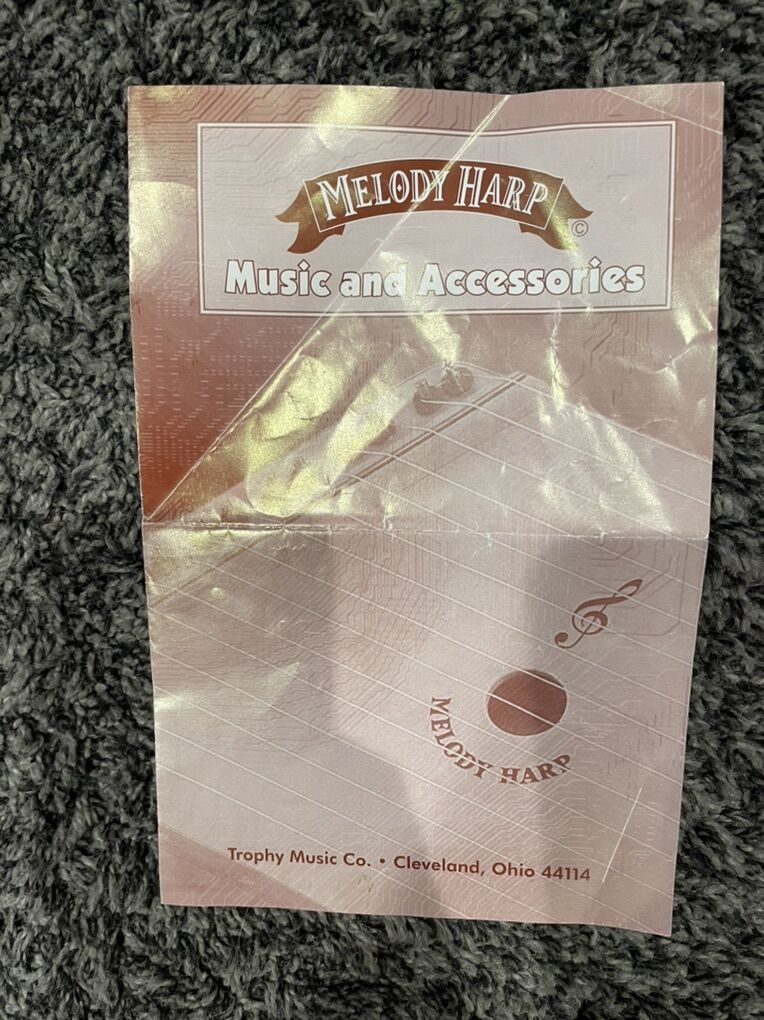 MELODY HARP
©
Music and Accessories
MELODY HARP
Trophy Music Co. • Cleveland, Ohio 44114